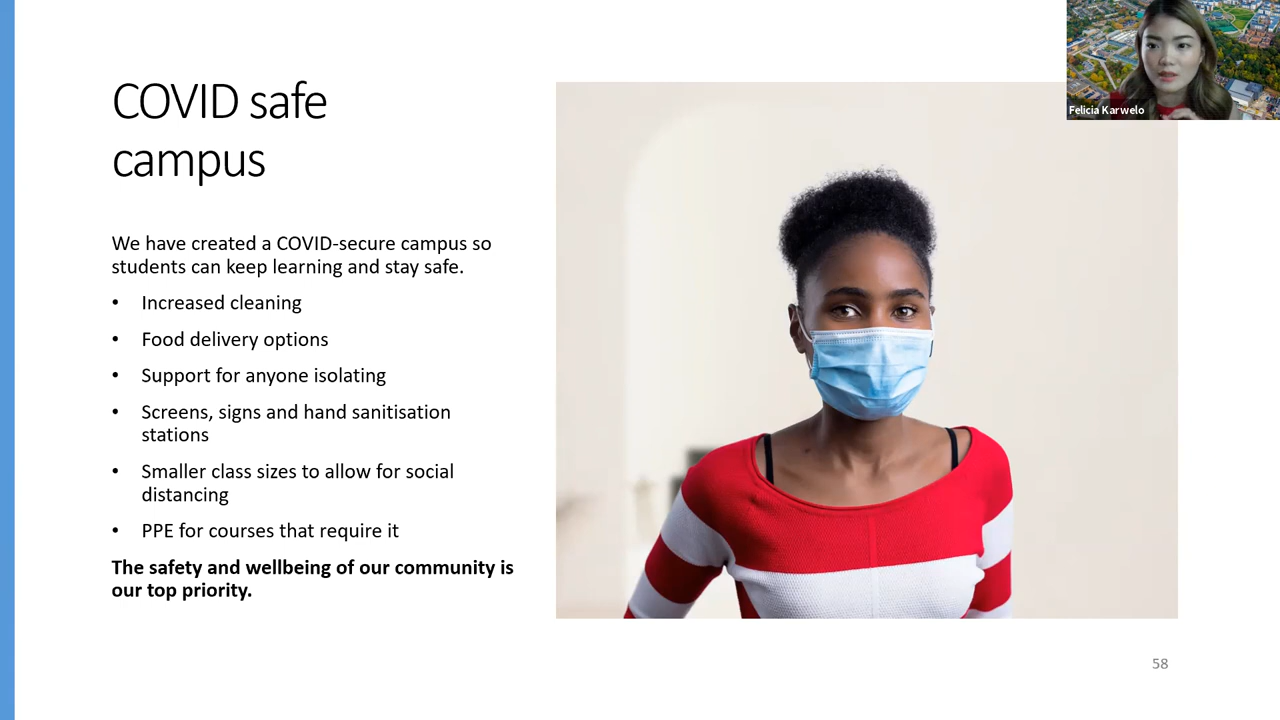 COVID safe
campus
Felicia Karwelo
We have created a COVID-secure campus so
students can keep learning and stay safe.
• Increased cleaning
• Food delivery options
• Support for anyone isolating
• Screens, signs and hand sanitisation
stations
• Smaller class sizes to allow for social
distancing
• PPE for courses that require it
The safety and wellbeing of our community is
our top priority.
58